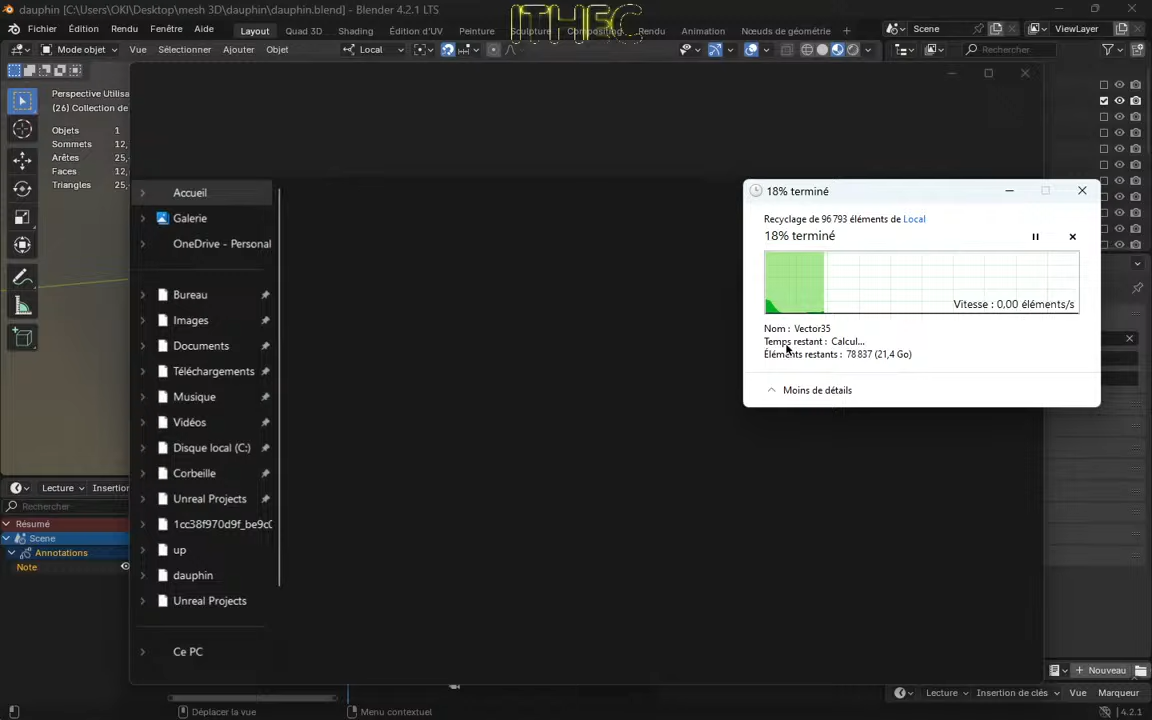 dauphin [C:\Users\OKI\Desktop\mesh 3D\dauphin\dauphin.blend] - Blender 4.2.1 LTS
ITHEC
Fichier Édition Rendu Fenêtre Aide Layout Quad 3D Shading Édition d'UV Peinture Sculpture Compositing Rendu Animation Nœuds de géométrie Scene ViewLayer
Mode objet Vue Sélectionner Ajouter Objet Local Rechercher
Perspective Utilisa
(26) Collection de
Objets 1
Sommets 12,
Arêtes 25,
Faces 12,
Triangles 25,
Accueil
Galerie
OneDrive - Personal
Bureau
Images
Documents
Téléchargements
Musique
Vidéos
Disque local (C:)
Corbeille
Unreal Projects
1cc38f970d9f_be9c0
up
dauphin
Unreal Projects
Ce PC
18% terminé
Recyclage de 96 793 éléments de Local
18% terminé
Vitesse : 0,00 éléments/s
Nom : Vector35
Temps restant : Calcul...
Éléments restants : 78 837 (21,4 Go)
Moins de détails
Lecture Insertion
Rechercher
Résumé
Scene
Annotations
Note
Nouveau
Lecture Insertion de clés Vue Marqueur
Déplacer la vue Menu contextuel 4.2.1